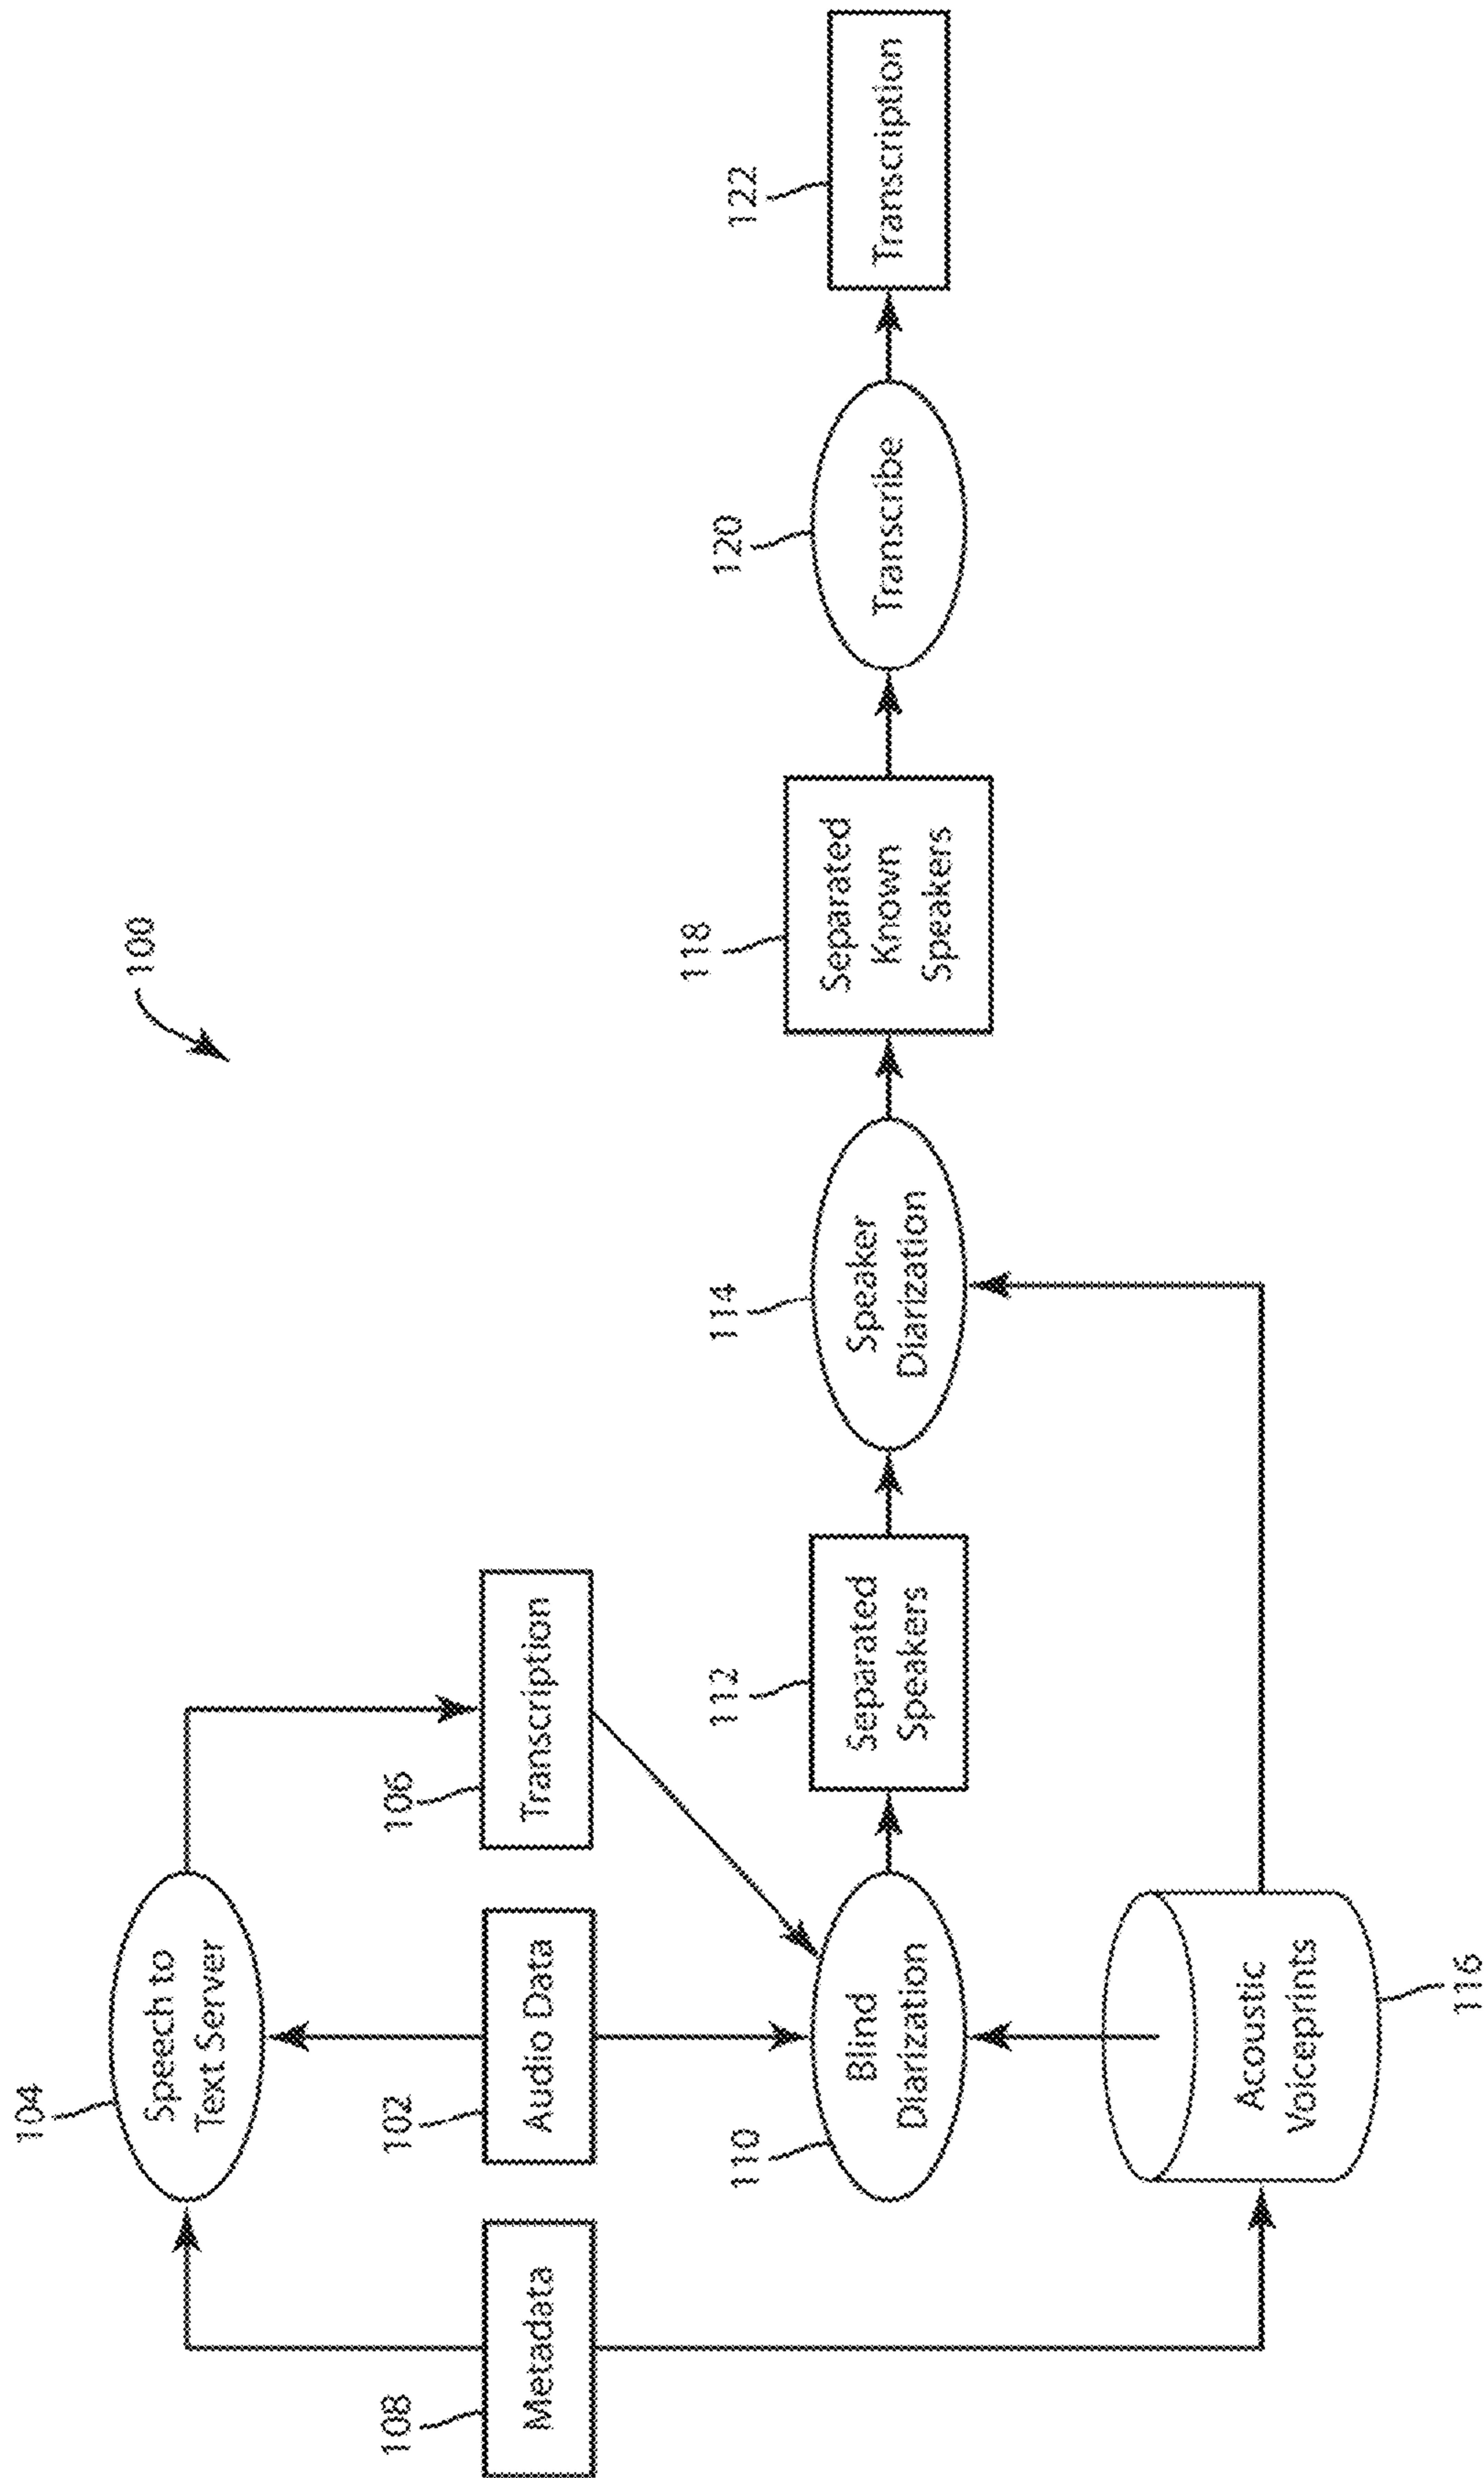 100
104
Speech to
Text Server
108
Metadata
102
Audio Data
106
Transcription
110
Blind
Diarization
112
Separated
Speakers
114
Speaker
Diarization
118
Separated
Known
Speakers
120
Transcribe
122
Transcription
Acoustic
Voiceprints
116